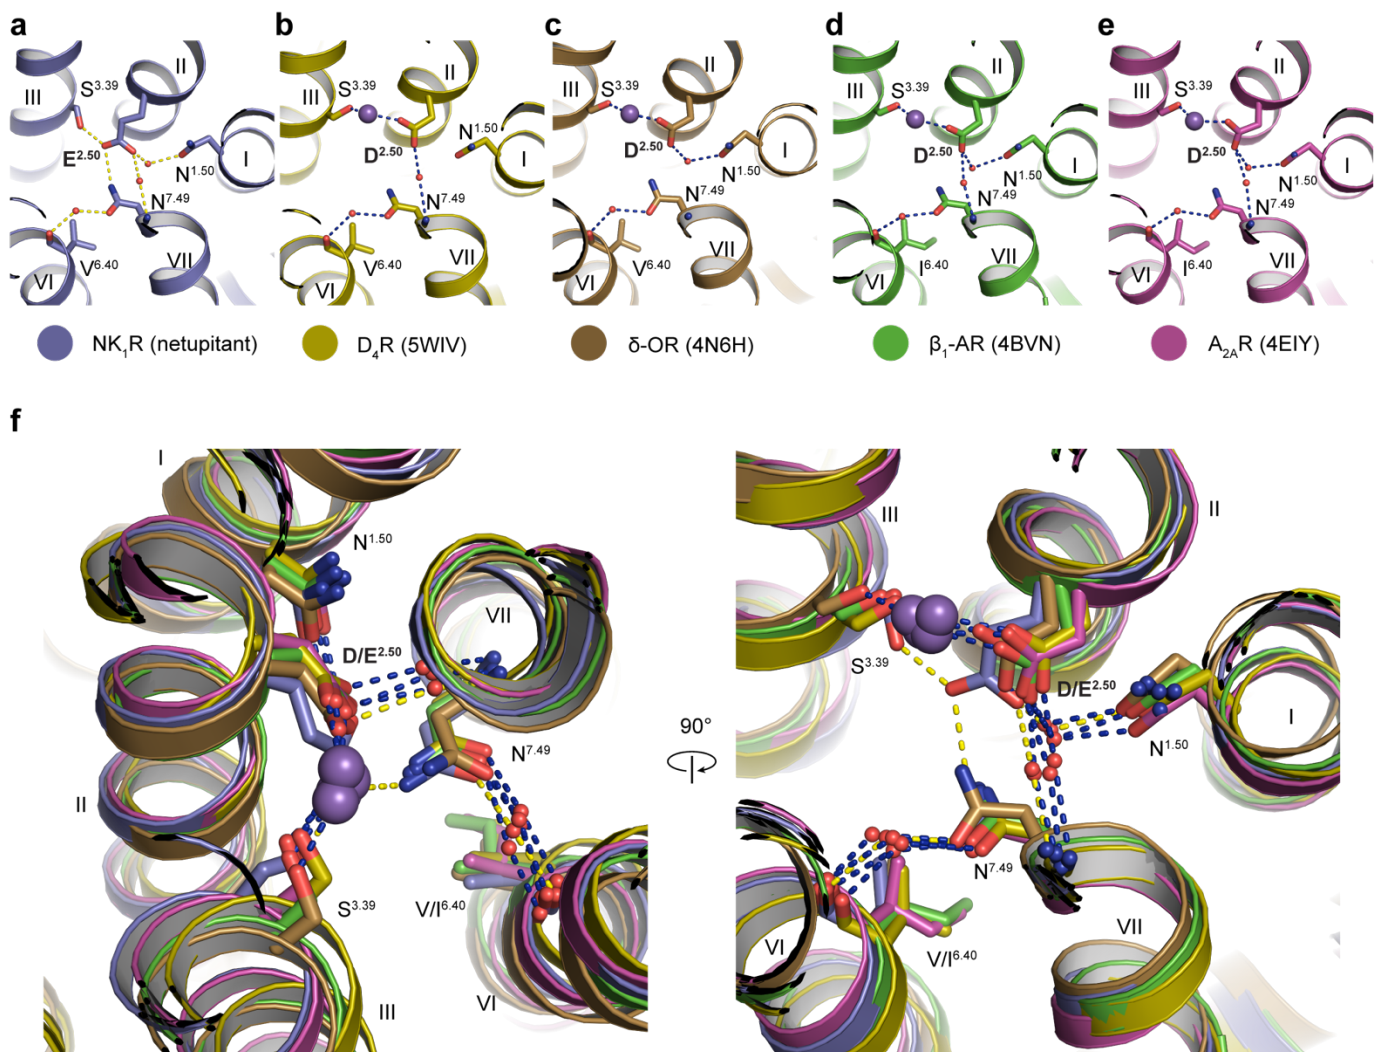 a b c d e
III S3.39 II E2.50 N1.50 I N7.49 V6.40 VI VII
III S3.39 II D2.50 N1.50 I N7.49 V6.40 VI VII
III S3.39 II D2.50 N1.50 I N7.49 V6.40 VI VII
III S3.39 II D2.50 N1.50 I N7.49 I6.40 VI VII
III S3.39 II D2.50 N1.50 I N7.49 I6.40 VI VII
NK1R (netupitant) D4R (5WIV) δ-OR (4N6H) β1-AR (4BVN) A2AR (4EIY)
f
I
N1.50
VII
D/E2.50
N7.49
II
V/I6.40
S3.39
III
VI
90°
III
II
S3.39
D/E2.50
I
N1.50
N7.49
VI
V/I6.40
VII